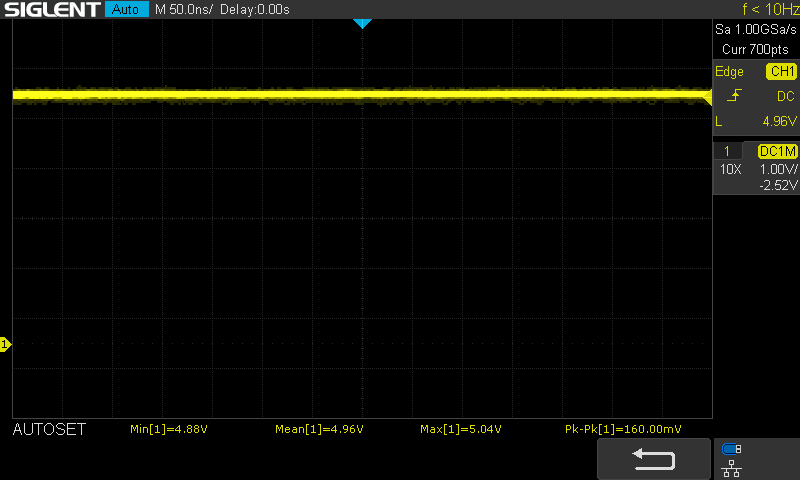 SIGLENT Auto M 50.0ns/ Delay:0.00s f < 10Hz
Sa 1.00GSa/s
Curr 700pts
Edge CH1
DC
L 4.96V
1 DC1M
10X 1.00V/
-2.52V
1
AUTOSET Min[1]=4.88V Mean[1]=4.96V Max[1]=5.04V Pk-Pk[1]=160.00mV